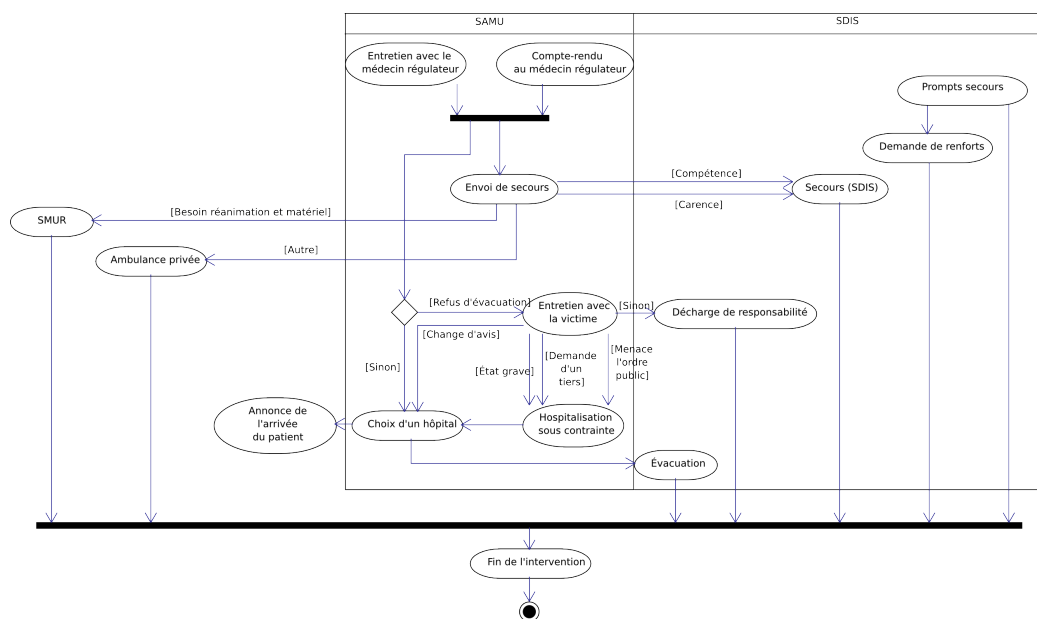 SAMU
SDIS
Entretien avec le
médecin régulateur
Compte-rendu
au médecin régulateur
Prompts secours
Demande de renforts
[Compétence]
Envoi de secours
Secours (SDIS)
[Carence]
[Besoin réanimation et matériel]
SMUR
[Autre]
Ambulance privée
[Refus d'évacuation]
Entretien avec
la victime
[Sinon]
Décharge de responsabilité
[Change d'avis]
[Sinon]
[État grave]
[Demande
d'un
tiers]
[Menace
l'ordre
public]
Annonce de
l'arrivée
du patient
Choix d'un hôpital
Hospitalisation
sous contrainte
Évacuation
Fin de l'intervention